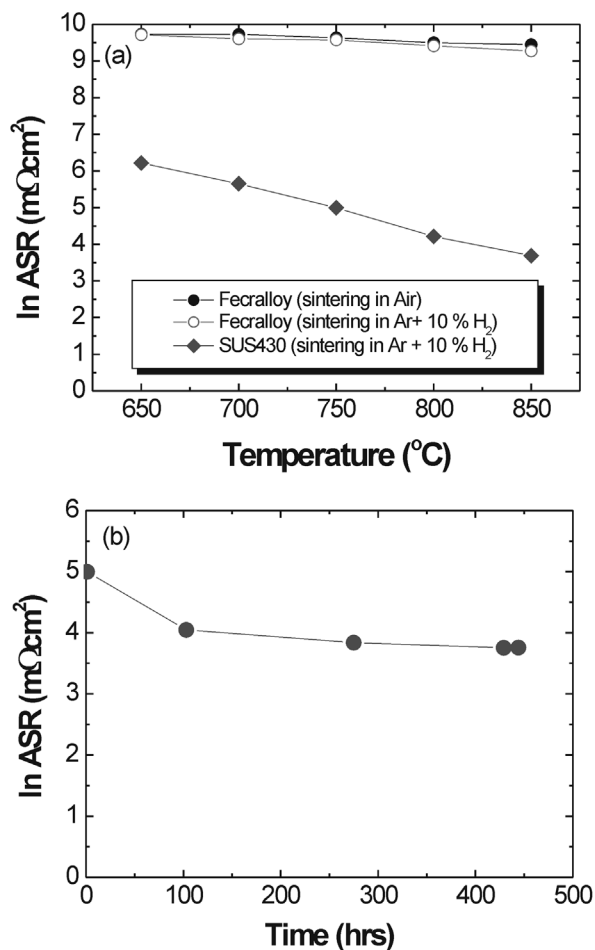 (a)
10
9
8
7
6
5
4
3
2
1
0
ln ASR (mΩcm²)
Fecralloy (sintering in Air)
Fecralloy (sintering in Ar+ 10 % H₂)
SUS430 (sintering in Ar + 10 % H₂)
650 700 750 800 850
Temperature (°C)
(b)
6
5
4
3
2
1
0
ln ASR (mΩcm²)
0 100 200 300 400 500
Time (hrs)